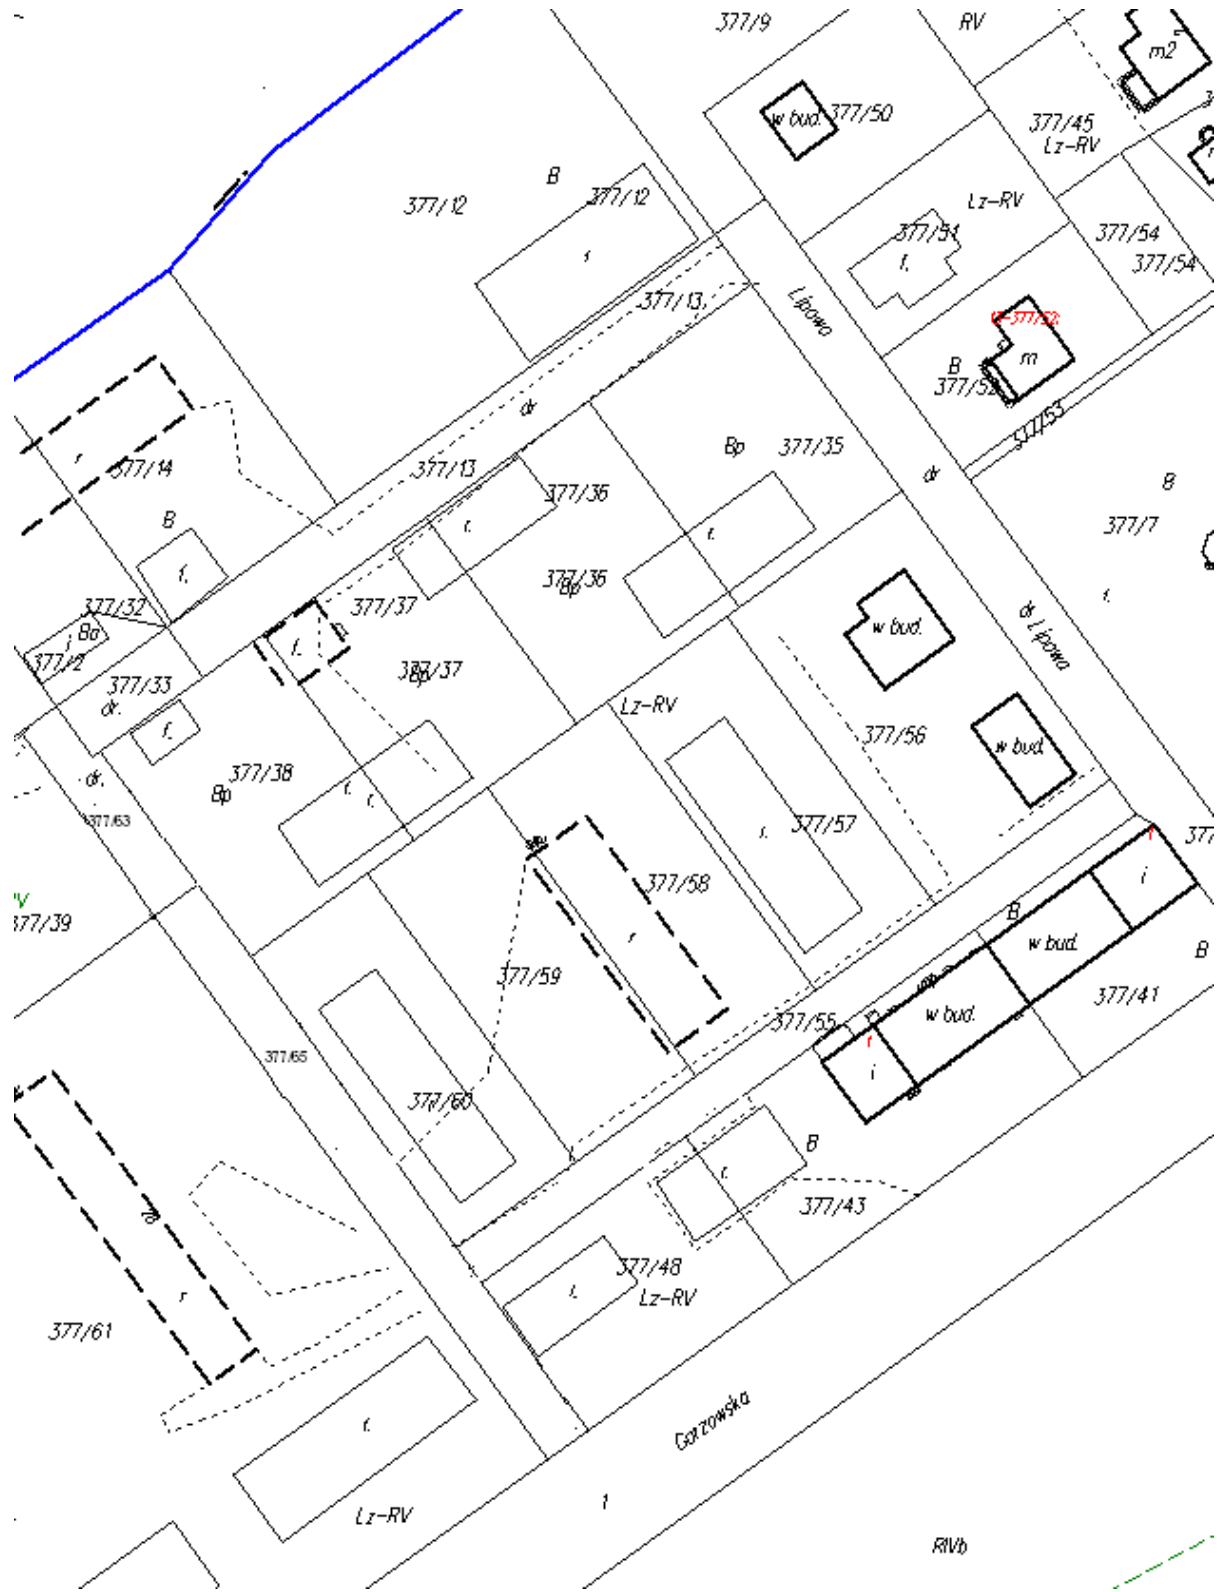 377/9
RV
m2
w bud.
377/50
377/45
Lz-RV
B
377/12
377/12
Lz-RV
377/51
f.
377/54
377/54
377/13
Lipowa
m
B
377/52
377/53
dr
377/14
377/13
Bp
377/35
dr
B
377/36
f.
f.
377/7
B
f.
377/36
Bp
f.
377/32
Ba
377/2
377/37
f.
w bud.
dr Lipowa
377/37
Bp
377/33
dr.
f.
Lz-RV
377/56
w bud.
dr.
377/38
Bp
f.
f.
377/63
f.
377/57
377/58
i
B
w bud.
B
377/39
r
377/59
377/41
w bud.
377/55
i
377/65
377/60
B
f.
377/43
377/48
f.
Lz-RV
r
377/61
f.
Gorzowska
1
Lz-RV
RIVb